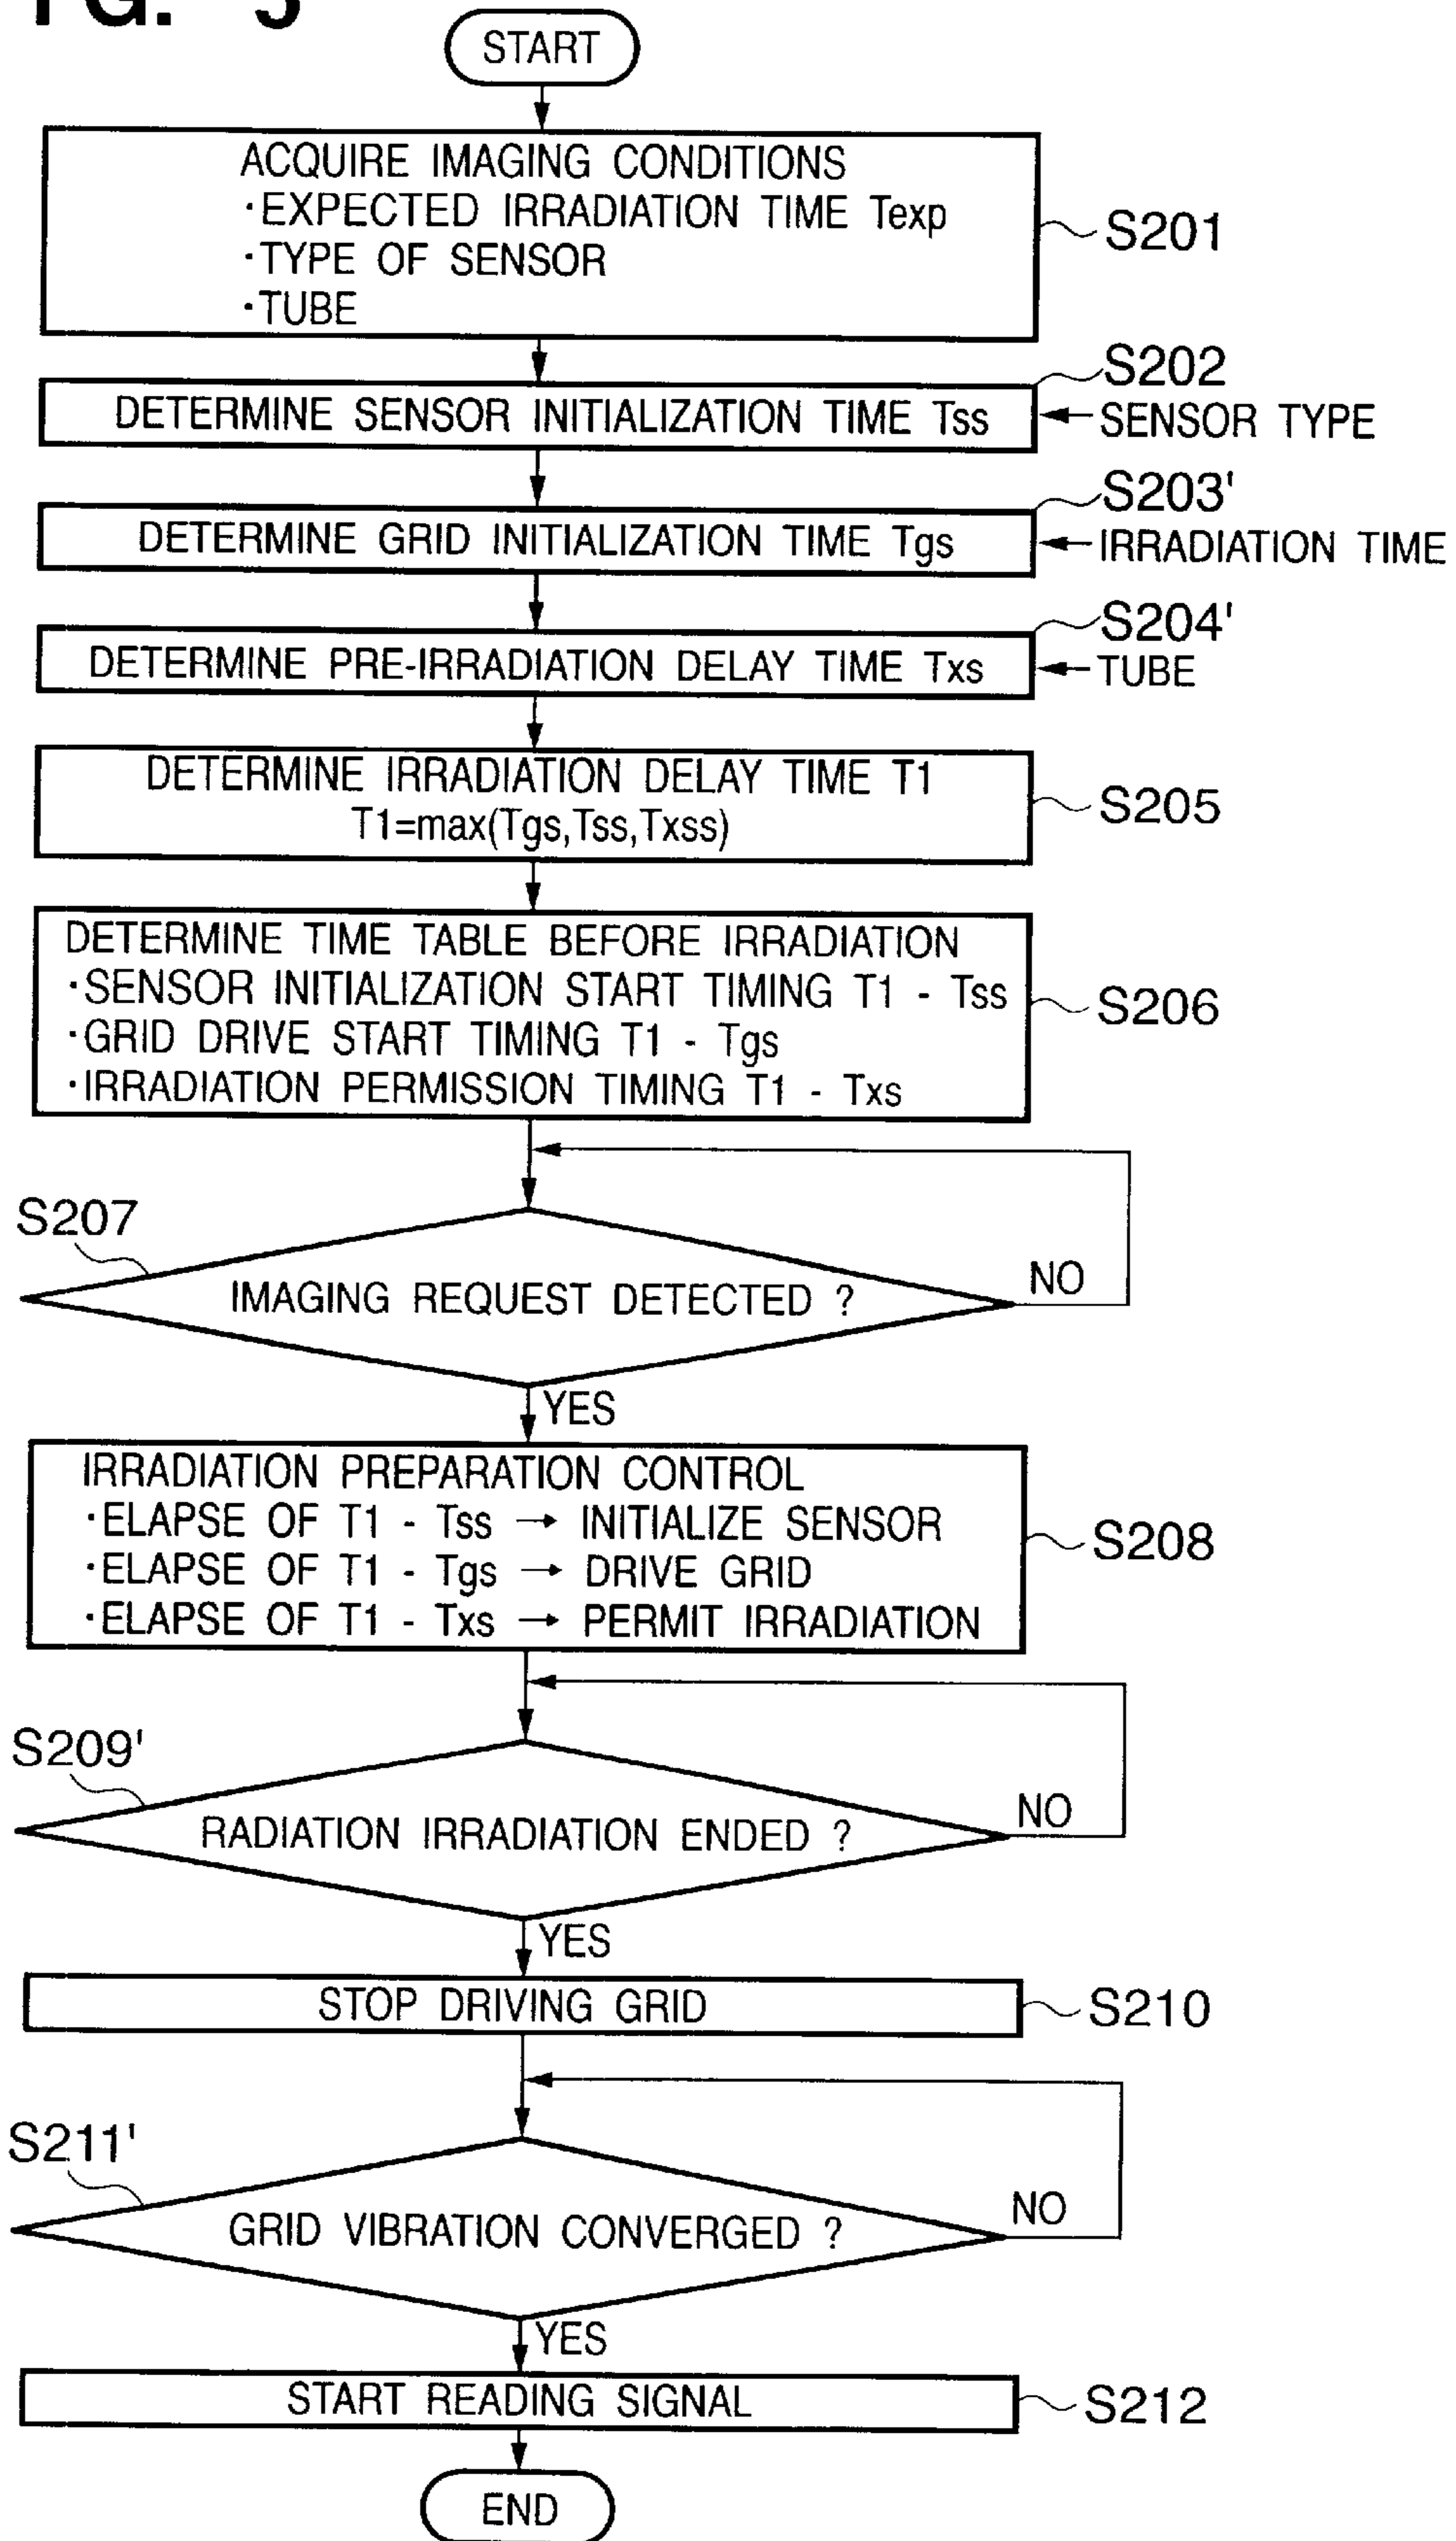 FG. 5
START
ACQUIRE IMAGING CONDITIONS
·EXPECTED IRRADIATION TIME Texp
·TYPE OF SENSOR
·TUBE
S201
S202
DETERMINE SENSOR INITIALIZATION TIME Tss
SENSOR TYPE
S203'
DETERMINE GRID INITIALIZATION TIME Tgs
IRRADIATION TIME
S204'
DETERMINE PRE-IRRADIATION DELAY TIME Txs
TUBE
DETERMINE IRRADIATION DELAY TIME T1
T1=max(Tgs,Tss,Txss)
S205
DETERMINE TIME TABLE BEFORE IRRADIATION
·SENSOR INITIALIZATION START TIMING T1 - Tss
·GRID DRIVE START TIMING T1 - Tgs
·IRRADIATION PERMISSION TIMING T1 - Txs
S206
S207
IMAGING REQUEST DETECTED ?
NO
YES
IRRADIATION PREPARATION CONTROL
·ELAPSE OF T1 - Tss → INITIALIZE SENSOR
·ELAPSE OF T1 - Tgs → DRIVE GRID
·ELAPSE OF T1 - Txs → PERMIT IRRADIATION
S208
S209'
RADIATION IRRADIATION ENDED ?
NO
YES
STOP DRIVING GRID
S210
S211'
GRID VIBRATION CONVERGED ?
NO
YES
START READING SIGNAL
S212
END